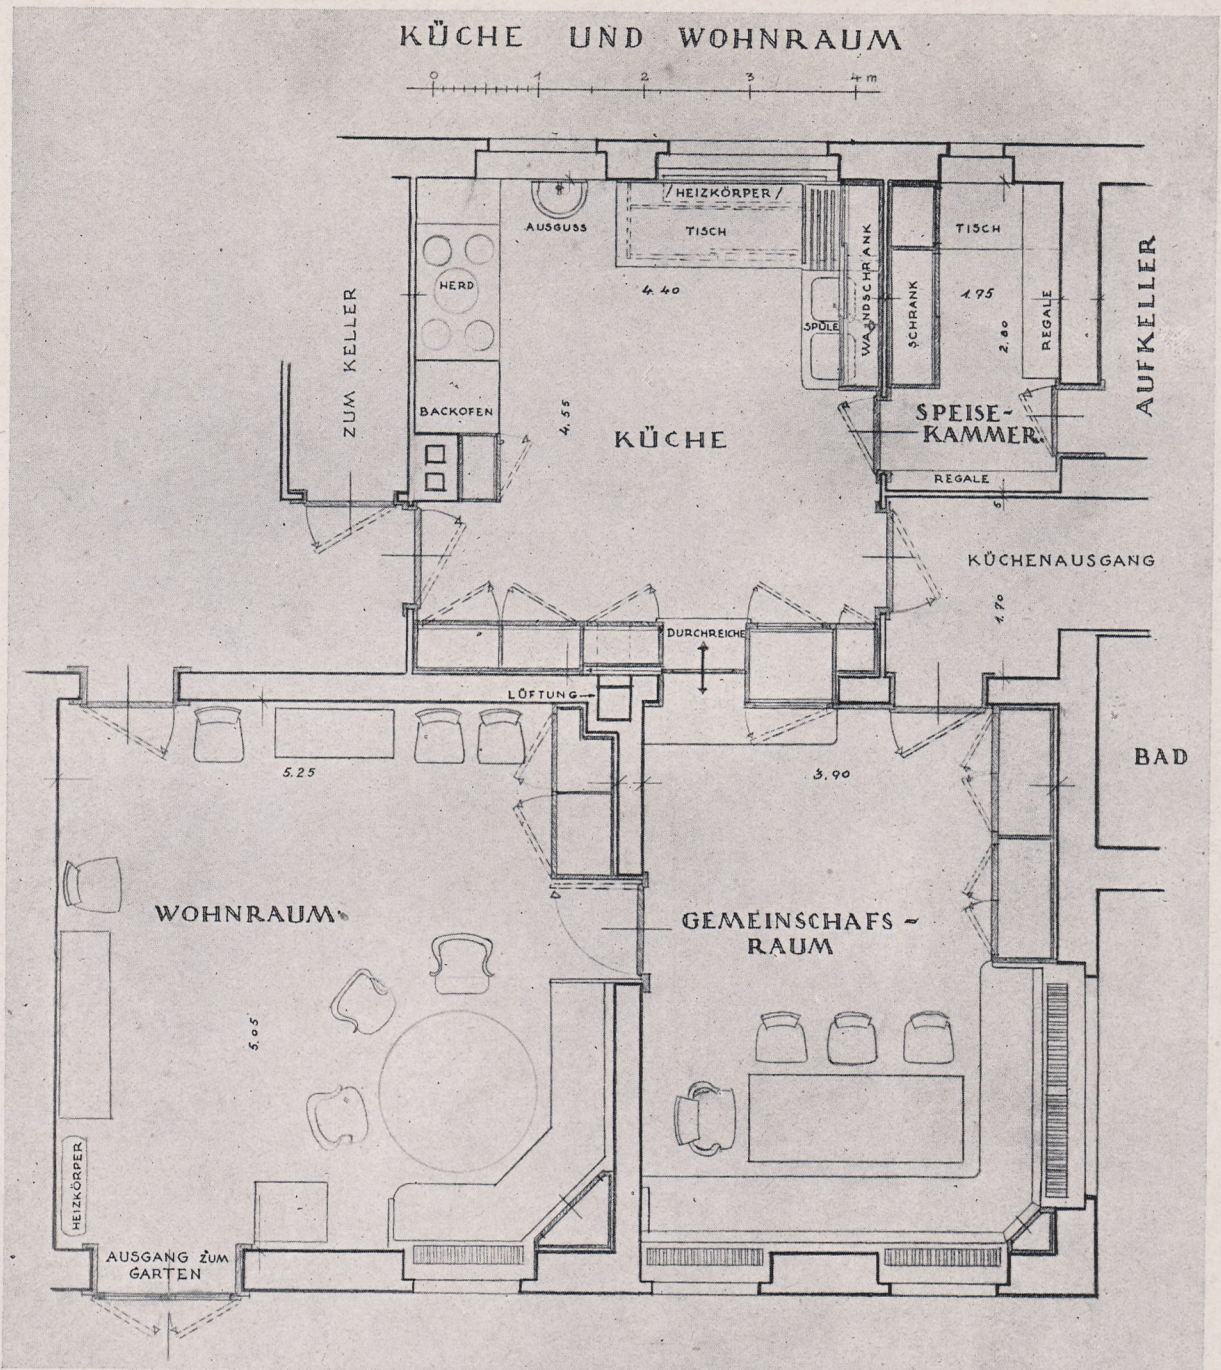 KÜCHE UND WOHNRAUM
0 1 2 3 4 m
/HEIZKÖRPER/
AUSGUSS
TISCH
TISCH
HERD
4.40
WANDSCHRANK
SCHRANK
1.75
2.80
REGALE
AUFKELLER
SPÜLE
ZUM KELLER
BACKOFEN
4.55
KÜCHE
SPEISE-
KAMMER.
REGALE
5
KÜCHENAUSGANG
1.70
DURCHREICHE
LÜFTUNG
5.25
3.90
BAD
WOHNRAUM
GEMEINSCHAFS-
RAUM
5.05
HEIZKÖRPER
AUSGANG ZUM
GARTEN